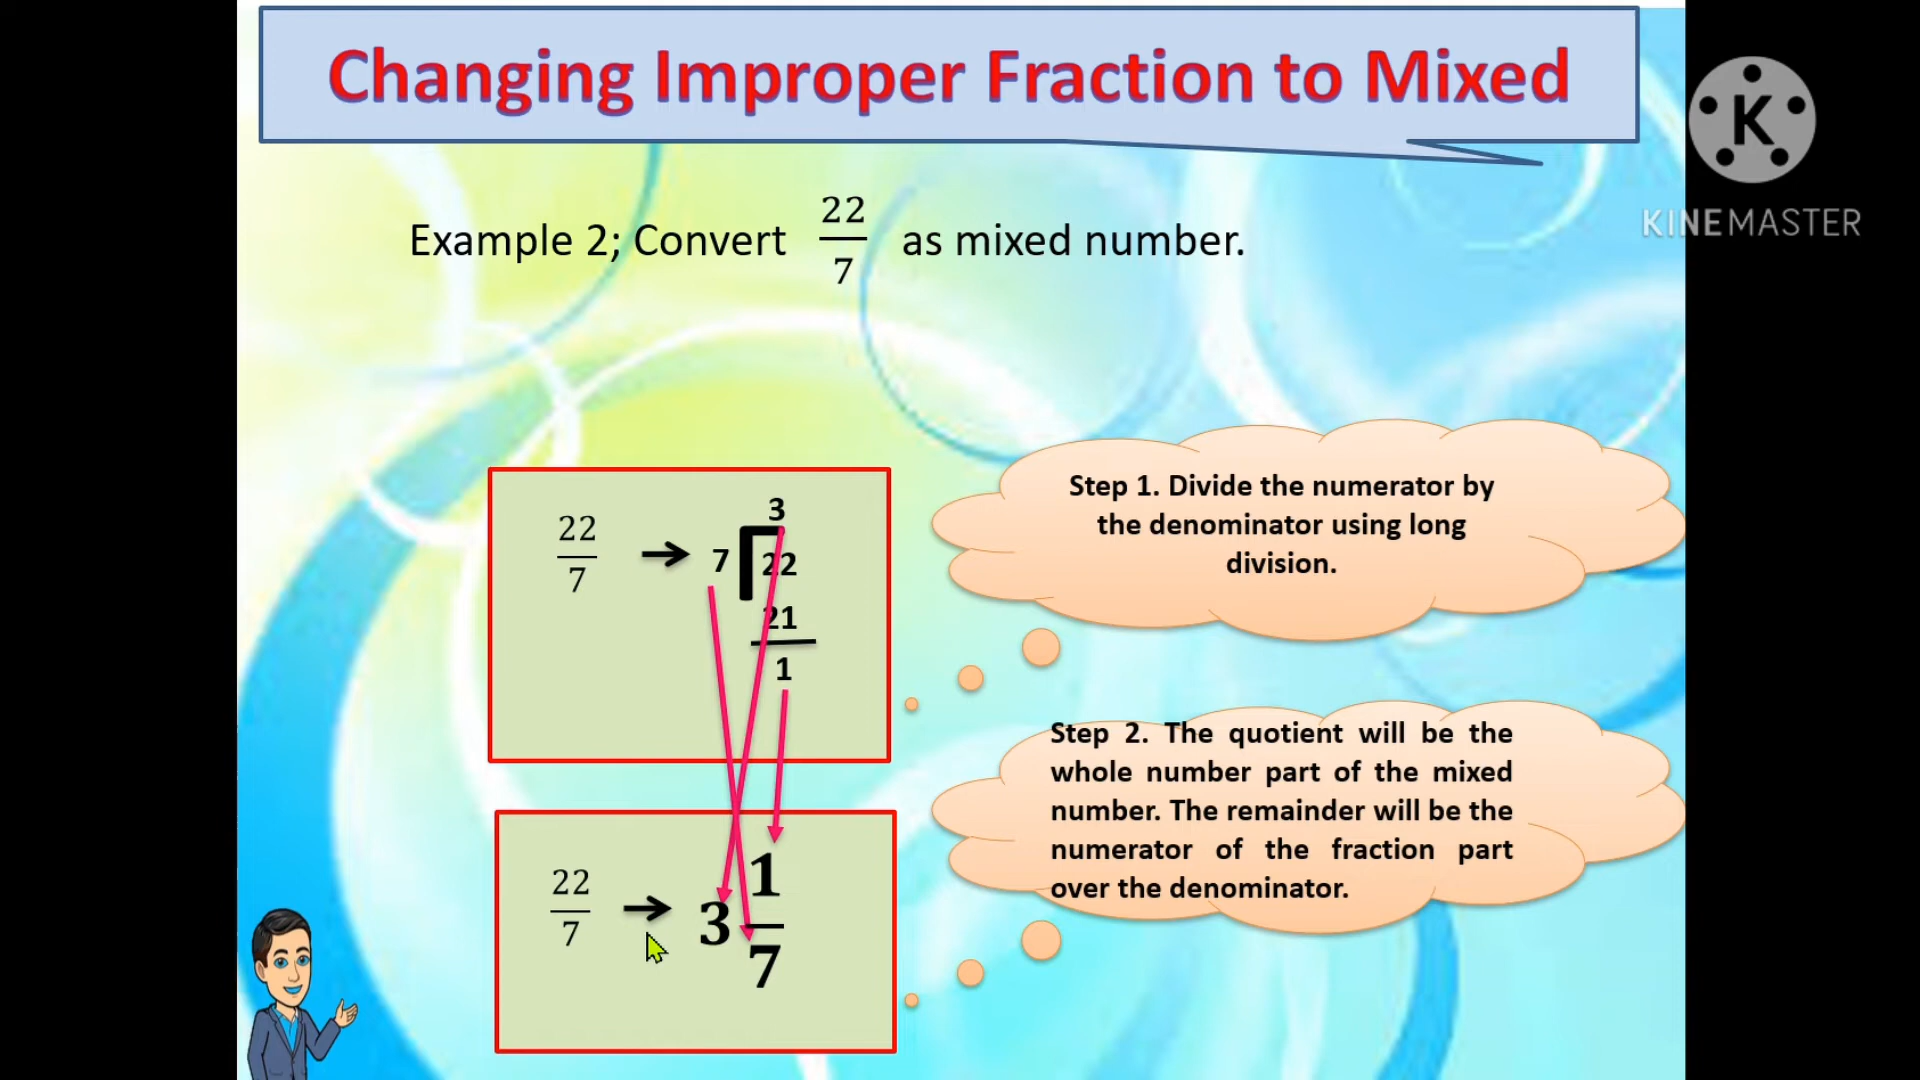 Changing Improper Fraction to Mixed
KINEMASTER
K
Example 2; Convert 22/7 as mixed number.
22/7 → 7 22
3
21
1
Step 1. Divide the numerator by
the denominator using long
division.
22/7 → 3 1/7
Step 2. The quotient will be the
whole number part of the mixed
number. The remainder will be the
numerator of the fraction part
over the denominator.